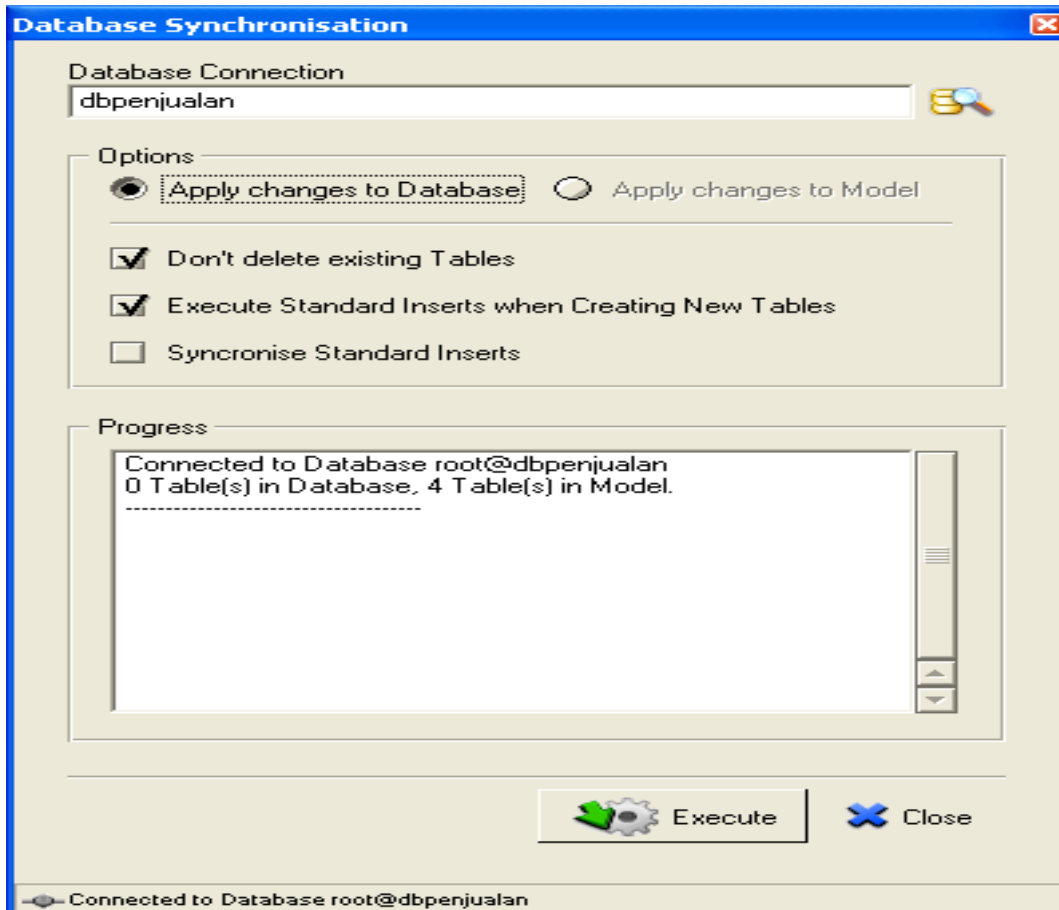 Database Synchronisation
Database Connection
dbpenjualan
Options
Apply changes to Database Apply changes to Model
Don't delete existing Tables
Execute Standard Inserts when Creating New Tables
Syncronise Standard Inserts
Progress
Connected to Database root@dbpenjualan
0 Table(s) in Database, 4 Table(s) in Model.
-------------------------------------
Execute Close
Connected to Database root@dbpenjualan